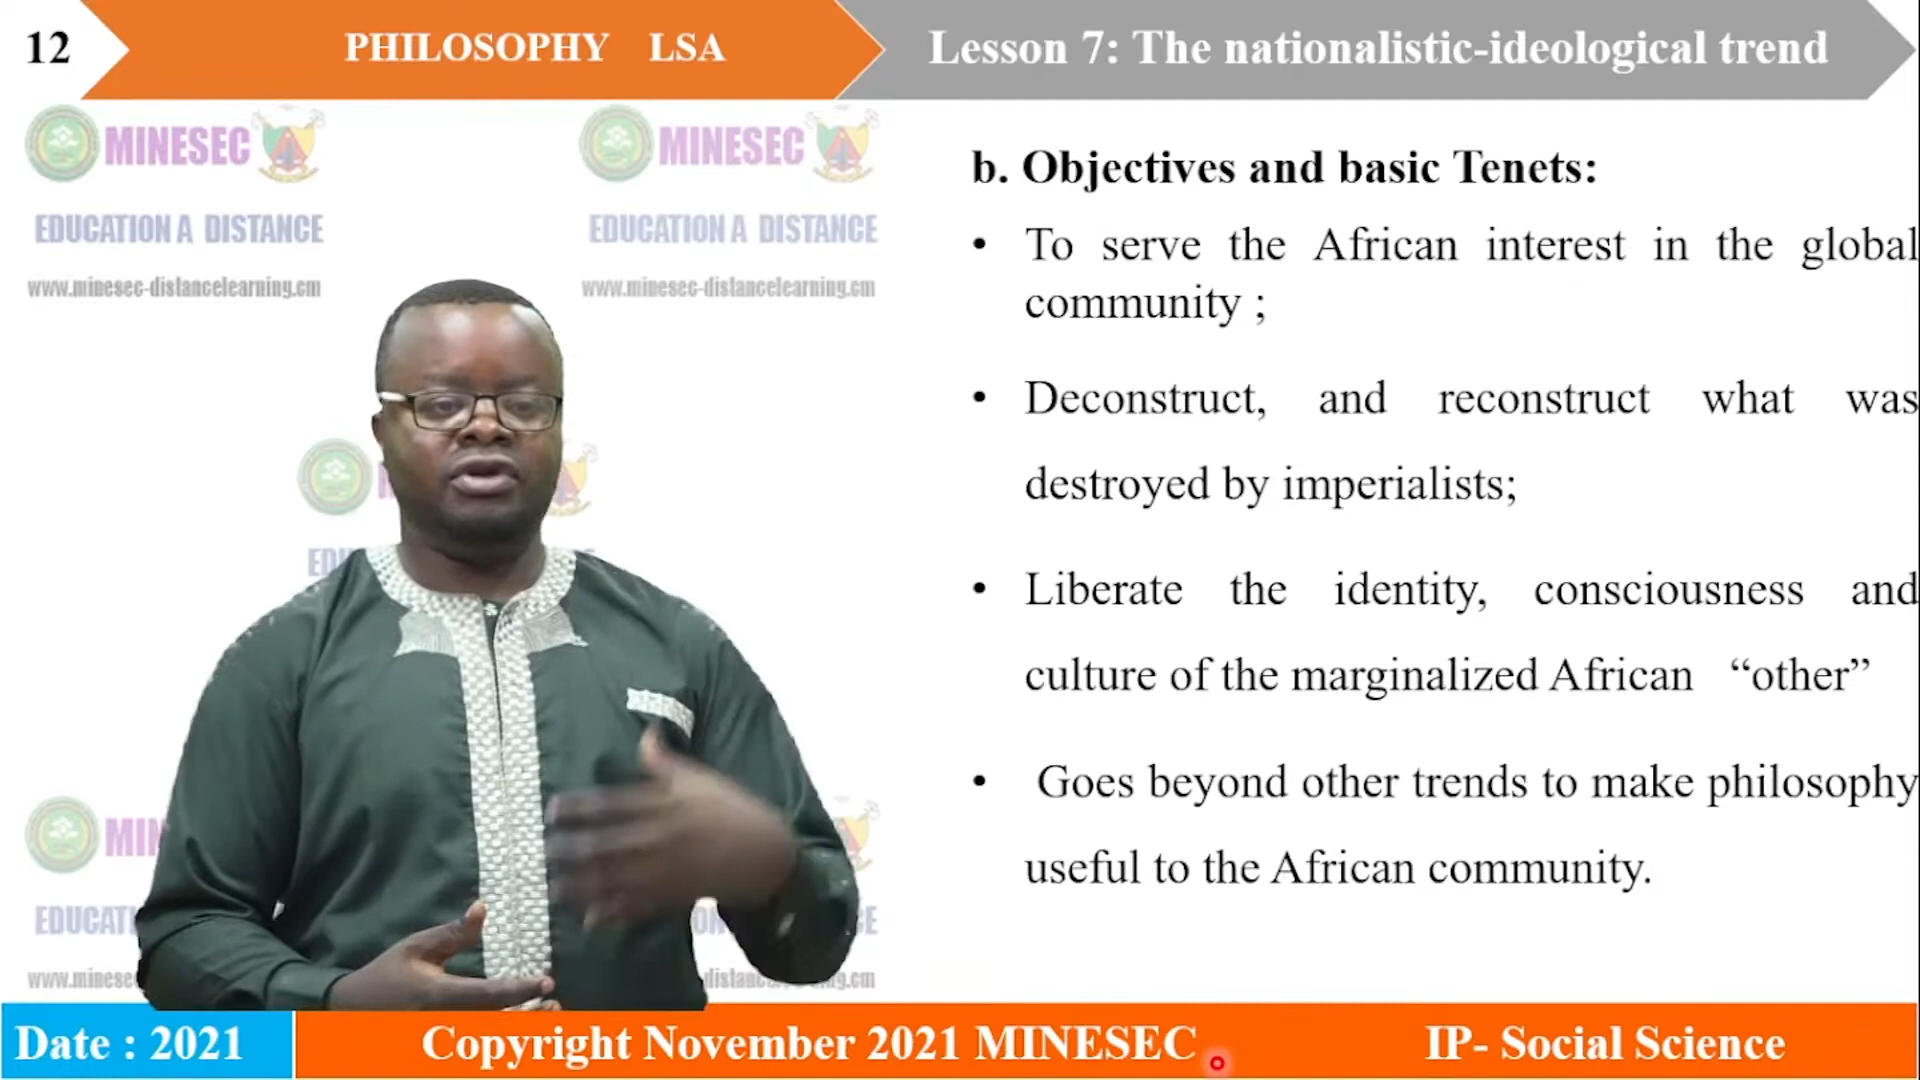 12
PHILOSOPHY LSA
Lesson 7: The nationalistic-ideological trend
MINESEC
EDUCATION A DISTANCE
www.minesec-distancelearning.cm
MINESEC
EDUCATION A DISTANCE
www.minesec-distancelearning.cm
b. Objectives and basic Tenets:
• To serve the African interest in the global
community ;
• Deconstruct, and reconstruct what was
destroyed by imperialists;
• Liberate the identity, consciousness and
culture of the marginalized African “other”
• Goes beyond other trends to make philosophy
useful to the African community.
Date : 2021
Copyright November 2021 MINESEC
IP- Social Science